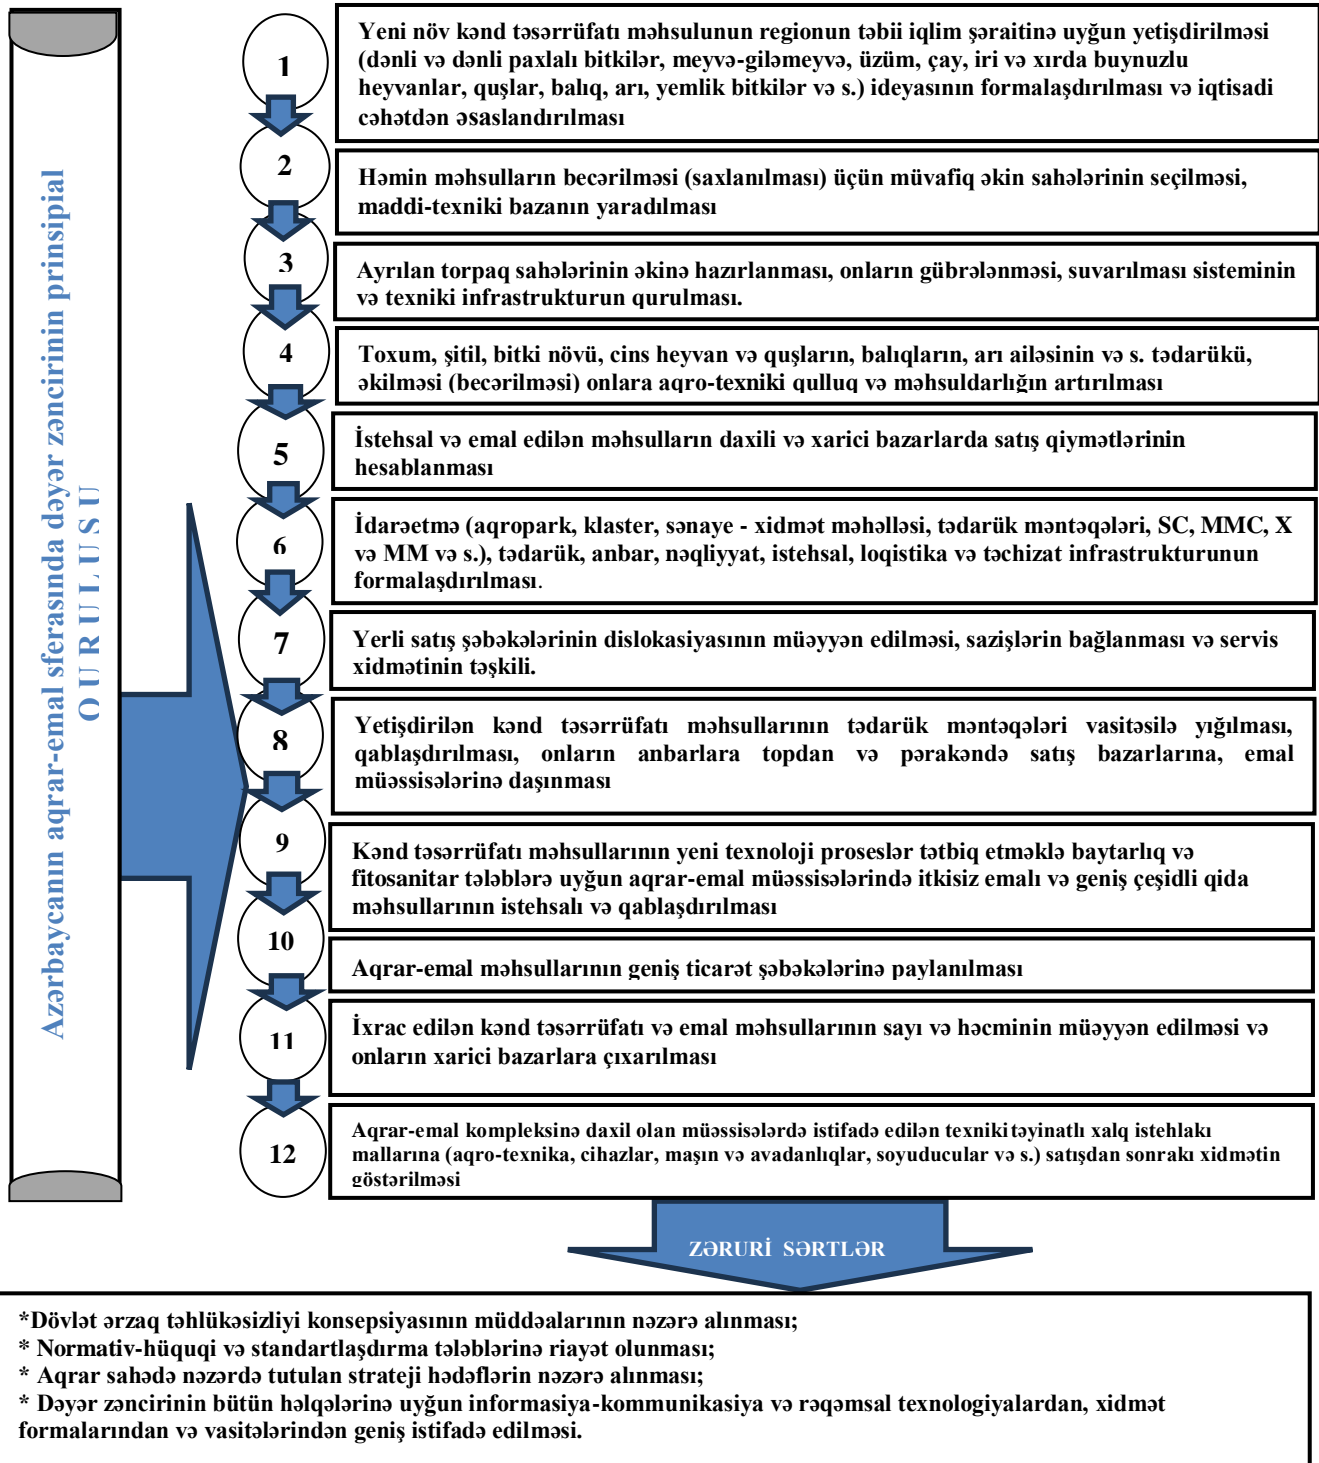 Azərbaycanın aqrar-emal sferasında dəyər zəncirinin prinsipial
QURULUSU
1
Yeni növ kənd təsərrüfatı məhsulunun regionun təbii iqlim şəraitinə uyğun yetişdirilməsi
(dənli və dənli paxlalı bitkilər, meyvə-giləmeyvə, üzüm, çay, iri və xırda buynuzlu
heyvanlar, quşlar, balıq, arı, yemlik bitkilər və s.) ideyasının formalaşdırılması və iqtisadi
cəhətdən əsaslandırılması
2
Həmin məhsulların becərilməsi (saxlanılması) üçün müvafiq əkin sahələrinin seçilməsi,
maddi-texniki bazanın yaradılması
3
Ayrılan torpaq sahələrinin əkinə hazırlanması, onların gübrələnməsi, suvarılması sisteminin
və texniki infrastrukturun qurulması.
4
Toxum, şitil, bitki növü, cins heyvan və quşların, balıqların, arı ailəsinin və s. tədarükü,
əkilməsi (becərilməsi) onlara aqro-texniki qulluq və məhsuldarlığın artırılması
5
İstehsal və emal edilən məhsulların daxili və xarici bazarlarda satış qiymətlərinin
hesablanması
6
İdarəetmə (aqropark, klaster, sənaye - xidmət məhəlləsi, tədarük məntəqələri, SC, MMC, X
və MM və s.), tədarük, anbar, nəqliyyat, istehsal, loqistika və təchizat infrastrukturunun
formalaşdırılması.
7
Yerli satış şəbəkələrinin dislokasiyasının müəyyən edilməsi, sazişlərin bağlanması və servis
xidmətinin təşkili.
8
Yetişdirilən kənd təsərrüfatı məhsullarının tədarük məntəqələri vasitəsilə yığılması,
qablaşdırılması, onların anbarlara topdan və pərakəndə satış bazarlarına, emal
müəssisələrinə daşınması
9
Kənd təsərrüfatı məhsullarının yeni texnoloji proseslər tətbiq etməklə baytarlıq və
fitosanitar tələblərə uyğun aqrar-emal müəssisələrində itkisiz emalı və geniş çeşidli qida
məhsullarının istehsalı və qablaşdırılması
10
Aqrar-emal məhsullarının geniş ticarət şəbəkələrinə paylanılması
11
İxrac edilən kənd təsərrüfatı və emal məhsullarının sayı və həcminin müəyyən edilməsi və
onların xarici bazarlara çıxarılması
12
Aqrar-emal kompleksinə daxil olan müəssisələrdə istifadə edilən texniki təyinatlı xalq istehlakı
mallarına (aqro-texnika, cihazlar, maşın və avadanlıqlar, soyuducular və s.) satışdan sonrakı xidmətin
göstərilməsi
ZƏRURİ SƏRTLƏR
*Dövlət ərzaq təhlükəsizliyi konsepsiyasının müddəalarının nəzərə alınması;
* Normativ-hüquqi və standartlaşdırma tələblərinə riayət olunması;
* Aqrar sahədə nəzərdə tutulan strateji hədəflərin nəzərə alınması;
* Dəyər zəncirinin bütün həlqələrinə uyğun informasiya-kommunikasiya və rəqəmsal texnologiyalardan, xidmət
formalarından və vasitələrindən geniş istifadə edilməsi.